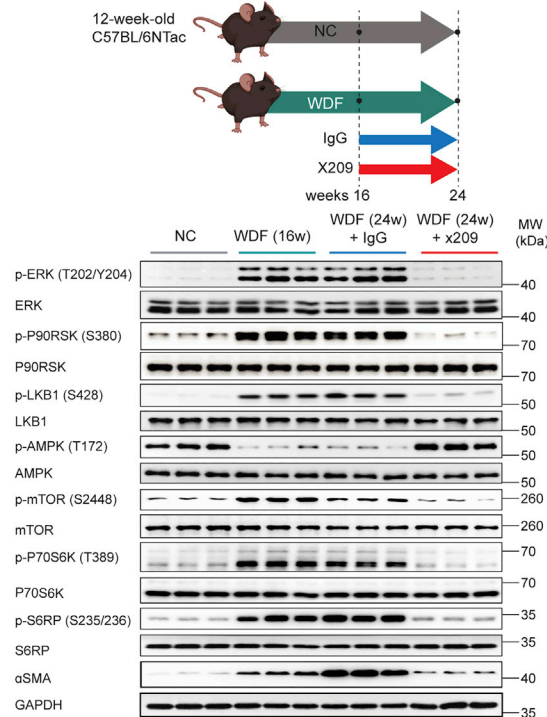 12-week-old
C57BL/6NTac
NC
WDF
IgG
X209
weeks 16 24
NC WDF (16w) WDF (24w) + IgG WDF (24w) + x209 MW (kDa)
p-ERK (T202/Y204) 40
ERK 40
p-P90RSK (S380) 70
P90RSK 70
p-LKB1 (S428) 50
LKB1 50
p-AMPK (T172) 50
AMPK 50
p-mTOR (S2448) 260
mTOR 260
p-P70S6K (T389) 70
P70S6K 70
p-S6RP (S235/236) 35
S6RP 35
αSMA 40
GAPDH 35